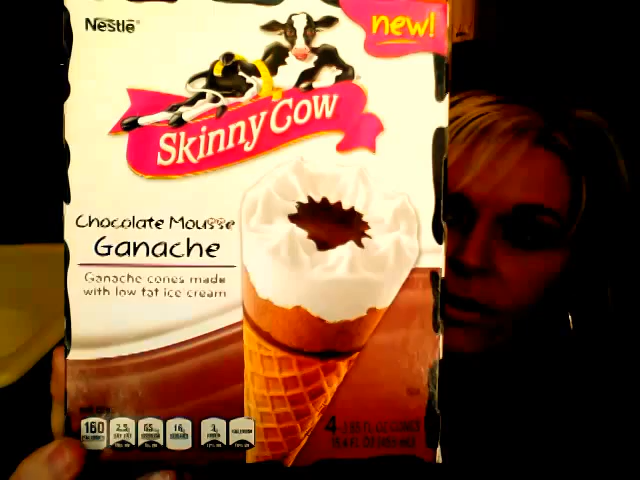 Nestlé®
new!
Skinny Cow
Chocolate Mousse
Ganache
Ganache cones made
with low fat ice cream
160 2.5 65 16 3
4